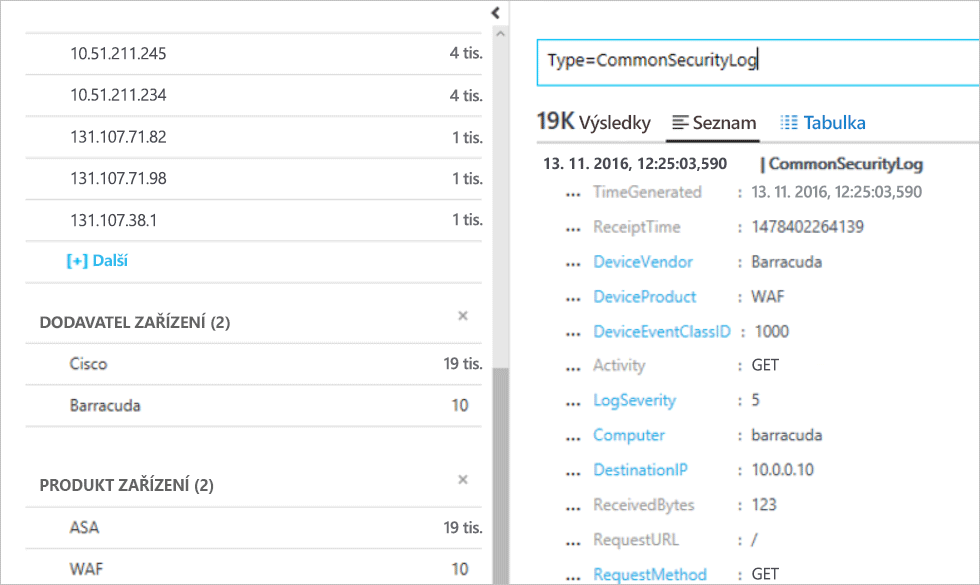 10.51.211.245 4 tis.
10.51.211.234 4 tis.
131.107.71.82 1 tis.
131.107.71.98 1 tis.
131.107.38.1 1 tis.
[+] Další
DODAVATEL ZAŘÍZENÍ (2) ×
Cisco 19 tis.
Barracuda 10
PRODUKT ZAŘÍZENÍ (2) ×
ASA 19 tis.
WAF 10
Type=CommonSecurityLog
19K Výsledky Seznam Tabulka
13. 11. 2016, 12:25:03,590 | CommonSecurityLog
... TimeGenerated : 13. 11. 2016, 12:25:03,590
... ReceiptTime : 1478402264139
... DeviceVendor : Barracuda
... DeviceProduct : WAF
... DeviceEventClassID : 1000
... Activity : GET
... LogSeverity : 5
... Computer : barracuda
... DestinationIP : 10.0.0.10
... ReceivedBytes : 123
... RequestURL : /
... RequestMethod : GET